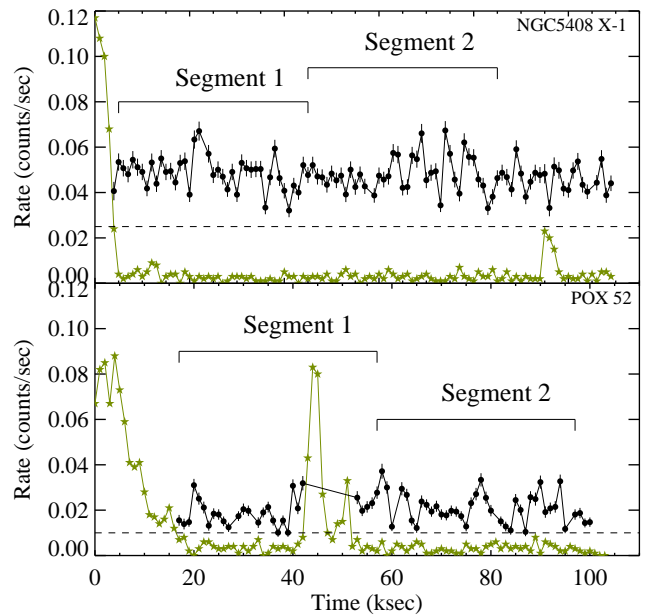 NGC5408 X-1
Segment 2
Segment 1
0.12
0.10
0.08
0.06
0.04
0.02
0.00
Rate (counts/sec)
POX 52
Segment 1
Segment 2
0.12
0.10
0.08
0.06
0.04
0.02
0.00
Rate (counts/sec)
0
20
40
60
80
100
Time (ksec)